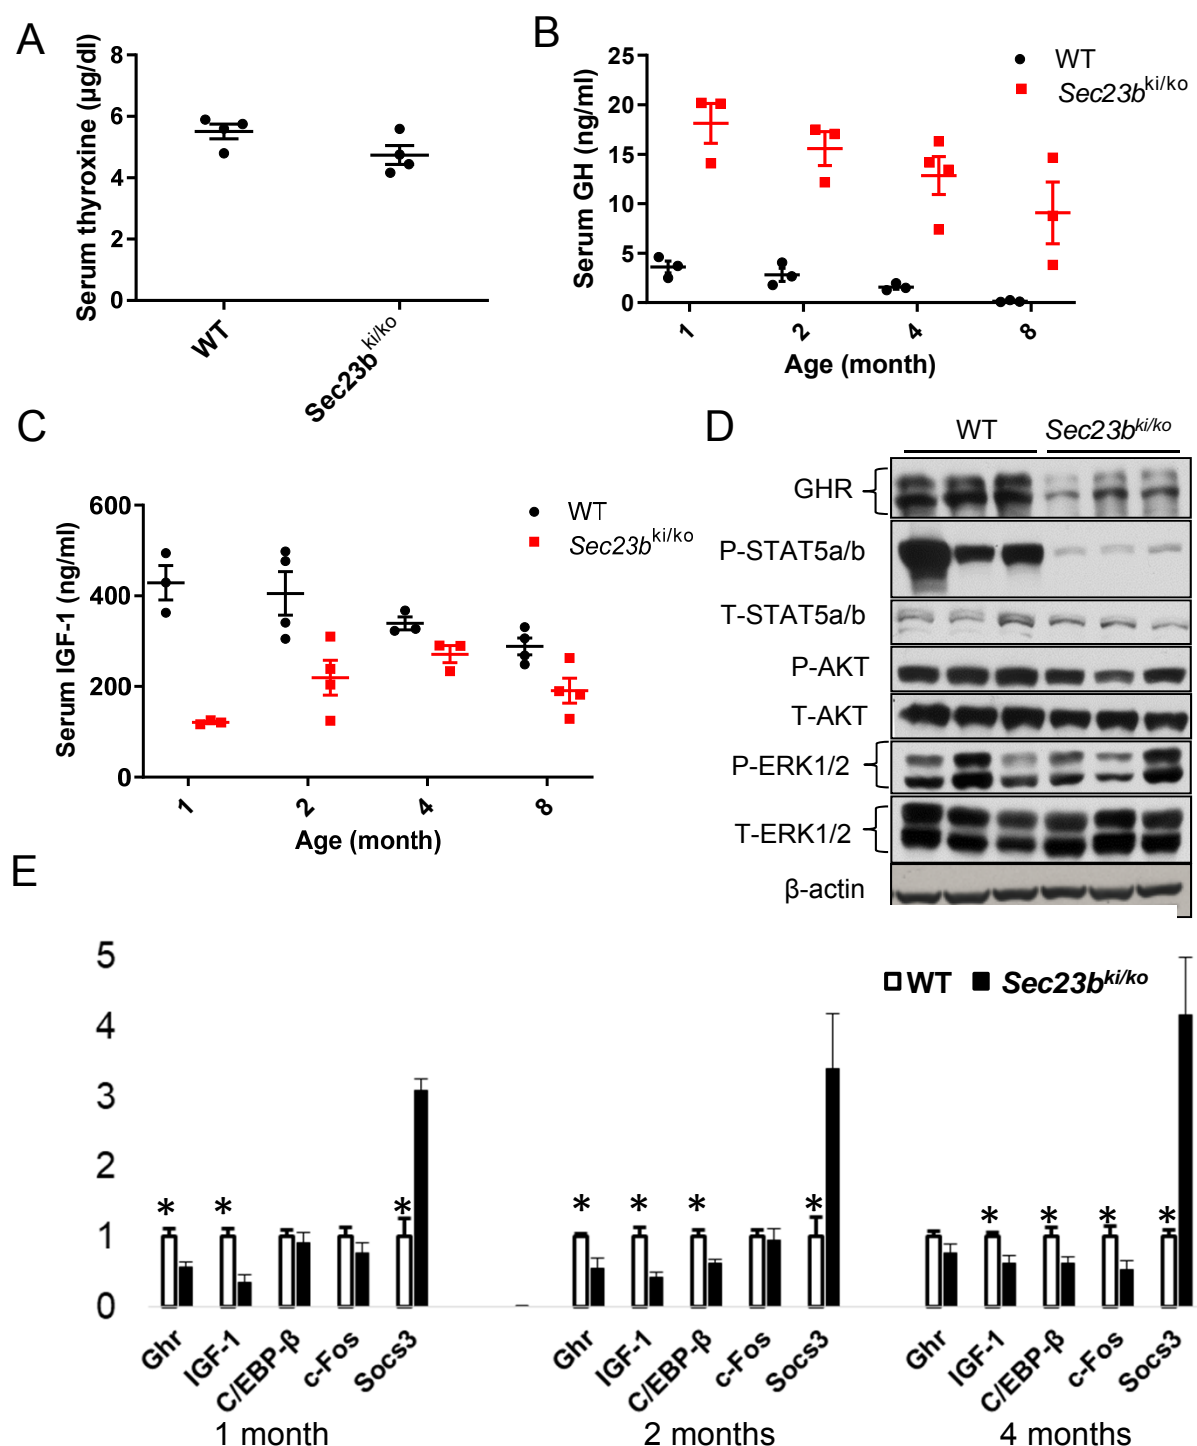 A
Serum thyroxine (µg/dl)
8
6
4
2
0
WT
Sec23b ki/ko
B
Serum GH (ng/ml)
25
20
15
10
5
0
WT
Sec23b ki/ko
1
2
4
8
Age (month)
C
Serum IGF-1 (ng/ml)
600
400
200
0
WT
Sec23b ki/ko
1
2
4
8
Age (month)
D
WT
Sec23b ki/ko
GHR
P-STAT5a/b
T-STAT5a/b
P-AKT
T-AKT
P-ERK1/2
T-ERK1/2
β-actin
E
5
4
3
2
1
0
WT
Sec23b ki/ko
* * *
* * * *
* * * *
Ghr
IGF-1
C/EBP-β
c-Fos
Socs3
1 month
Ghr
IGF-1
C/EBP-β
c-Fos
Socs3
2 months
Ghr
IGF-1
C/EBP-β
c-Fos
Socs3
4 months